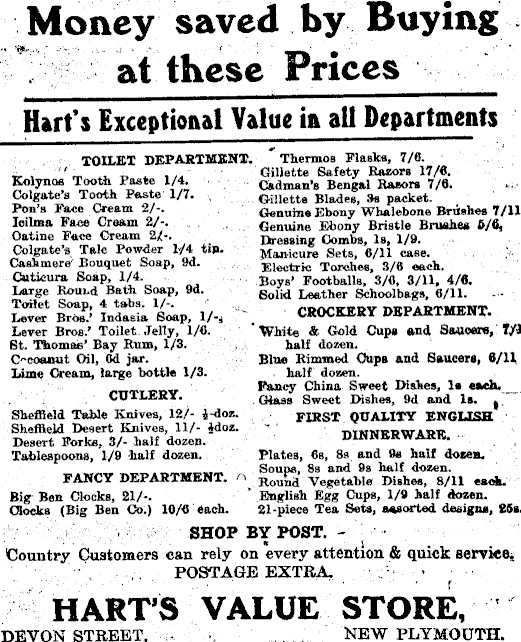 Money saved by Buying
at these Prices
Hart's Exceptional Value in all Departments
TOILET DEPARTMENT.
Kolynos Tooth Paste 1/4.
Colgate's Tooth Paste 1/7.
Pon's Face Cream 2/-.
Icilma Face Cream 2/-.
Oatine Face Cream 2/-.
Colgate's Talc Powder 1/4 tin.
Cashmere Bouquet Soap, 9d.
Cuticura Soap, 1/4.
Large Round Bath Soap, 9d.
Toilet Soap, 4 tabs. 1/-.
Lever Bros.' Indasia Soap, 1/-.
Lever Bros.' Toilet Jelly, 1/6.
St. Thomas' Bay Rum, 1/3.
Cocoanut Oil, 6d jar.
Lime Cream, large bottle 1/3.
CUTLERY.
Sheffield Table Knives, 12/- ½-doz.
Sheffield Desert Knives, 11/- ½doz.
Desert Forks, 3/- half dozen.
Tablespoons, 1/9 half dozen.
FANCY DEPARTMENT.
Big Ben Clocks, 21/-.
Clocks (Big Ben Co.) 10/6 each.
Thermos Flasks, 7/6.
Gillette Safety Razors 17/6.
Cadman's Bengal Rasors 7/6.
Gillette Blades, 3s packet.
Genuine Ebony Whalebone Brushes 7/11
Genuine Ebony Bristle Brushes 5/6,
Dressing Combs, 1s, 1/9.
Manicure Sets, 6/11 case.
Electric Torches, 3/6 each.
Boys' Footballs, 3/6, 3/11, 4/6.
Solid Leather Schoolbags, 6/11.
CROCKERY DEPARTMENT.
White & Gold Cups and Saucers,
half dozen.
Blue Rimmed Cups and Saucers, 6/11
half dozen.
Fancy China Sweet Dishes, 1s each.
Glass Sweet Dishes, 9d and 1s.
FIRST QUALITY ENGLISH
DINNERWARE.
Plates, 6s, 8s and 9s half dozen.
Soups, 8s and 9s half dozen.
Round Vegetable Dishes, 8/11 each.
English Egg Cups, 1/9 half dozen.
21-piece Tea Sets, assorted designs, 25s.
SHOP BY POST.
Country Customers can rely on every attention & quick service.
POSTAGE EXTRA.
HART'S VALUE STORE,
DEVON STREET. NEW PLYMOUTH.